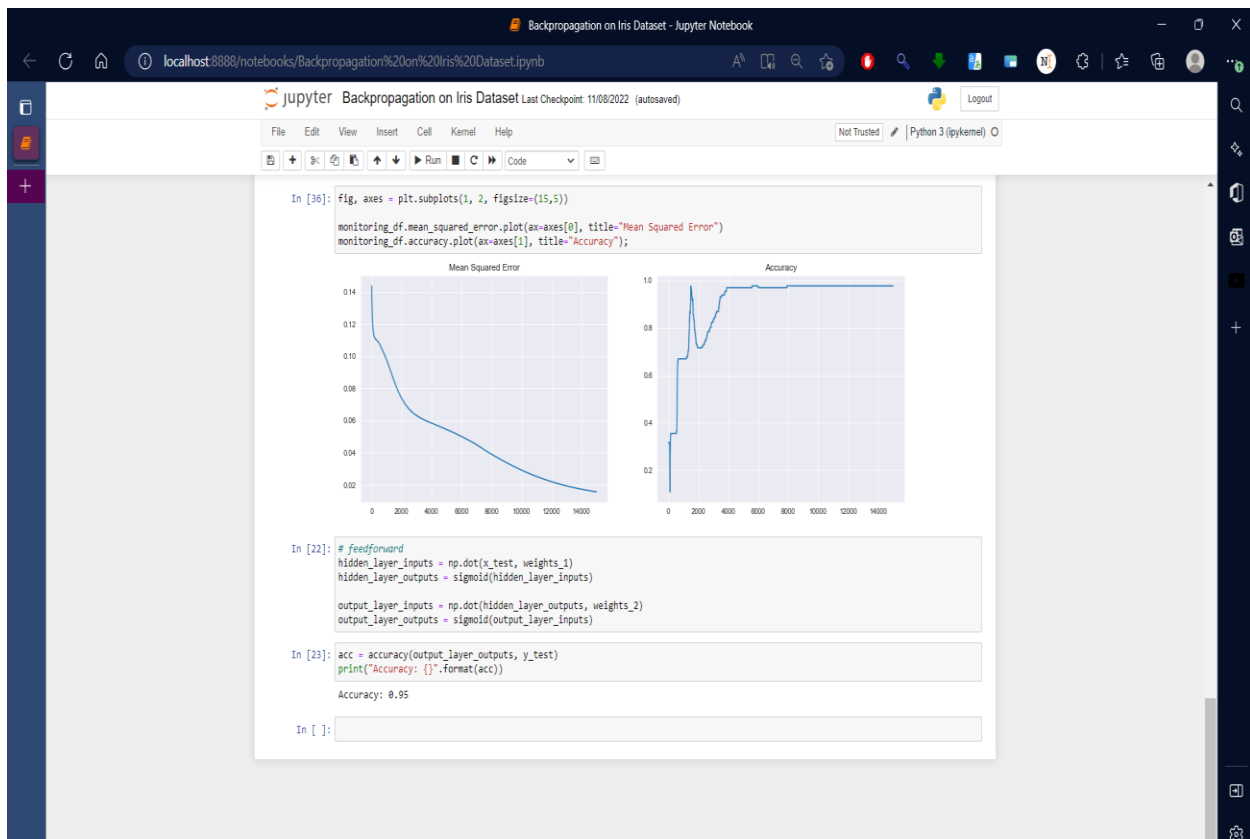 Backpropagation on Iris Dataset - Jupyter Notebook
localhost:8888/notebooks/Backpropagation%20on%20Iris%20Dataset.ipynb
jupyter Backpropagation on Iris Dataset Last Checkpoint: 11/08/2022 (autosaved)
Logout
File Edit View Insert Cell Kernel Help
Not Trusted Python 3 (ipykernel)
Run Code
In [36]: fig, axes = plt.subplots(1, 2, figsize=(15,5))
monitoring_df.mean_squared_error.plot(ax=axes[0], title="Mean Squared Error")
monitoring_df.accuracy.plot(ax=axes[1], title="Accuracy");
Mean Squared Error
0.14
0.12
0.10
0.08
0.06
0.04
0.02
0 2000 4000 6000 8000 10000 12000 14000
Accuracy
1.0
0.8
0.6
0.4
0.2
0 2000 4000 6000 8000 10000 12000 14000
In [22]: # feedforward
hidden_layer_inputs = np.dot(x_test, weights_1)
hidden_layer_outputs = sigmoid(hidden_layer_inputs)
output_layer_inputs = np.dot(hidden_layer_outputs, weights_2)
output_layer_outputs = sigmoid(output_layer_inputs)
In [23]: acc = accuracy(output_layer_outputs, y_test)
print("Accuracy: {}".format(acc))
Accuracy: 0.95
In [ ]: